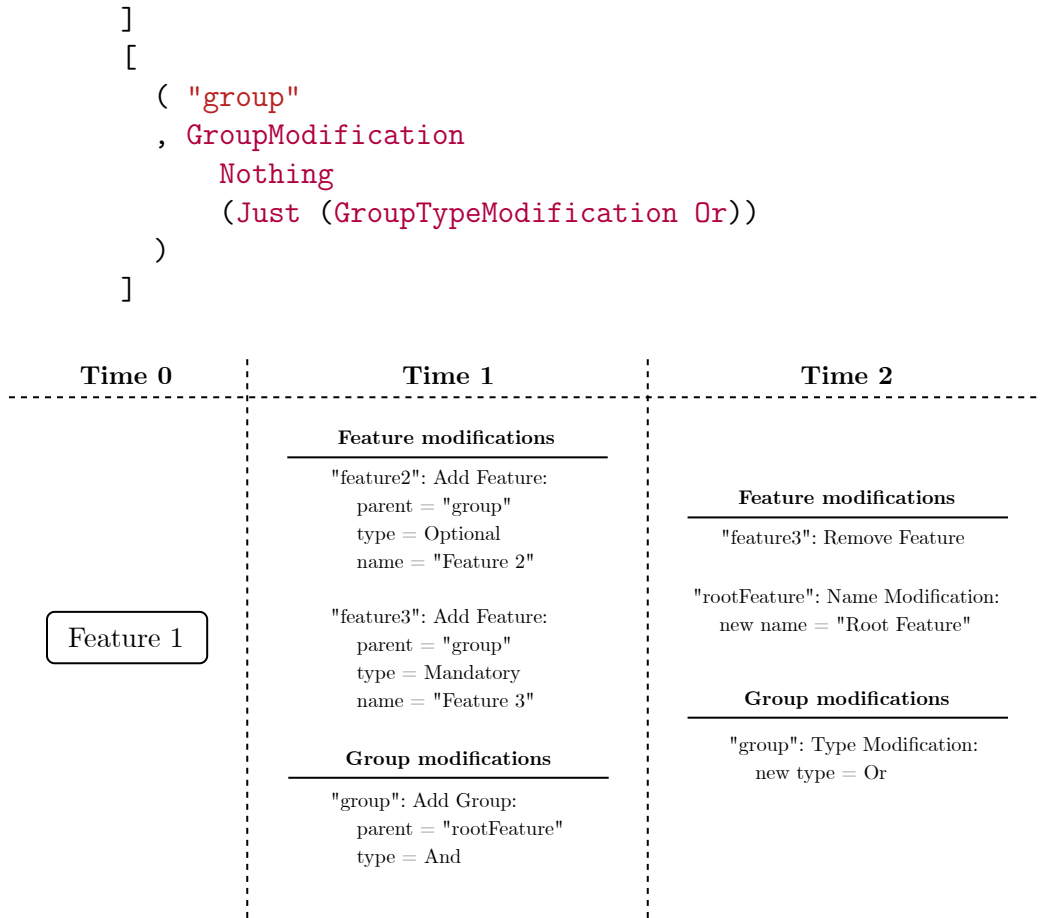 ]
[
( "group"
, GroupModification
Nothing
(Just (GroupTypeModification Or))
)
]
Time 0
Feature 1
Time 1
Feature modifications
"feature2": Add Feature:
parent = "group"
type = Optional
name = "Feature 2"
"feature3": Add Feature:
parent = "group"
type = Mandatory
name = "Feature 3"
Group modifications
"group": Add Group:
parent = "rootFeature"
type = And
Time 2
Feature modifications
"feature3": Remove Feature
"rootFeature": Name Modification:
new name = "Root Feature"
Group modifications
"group": Type Modification:
new type = Or